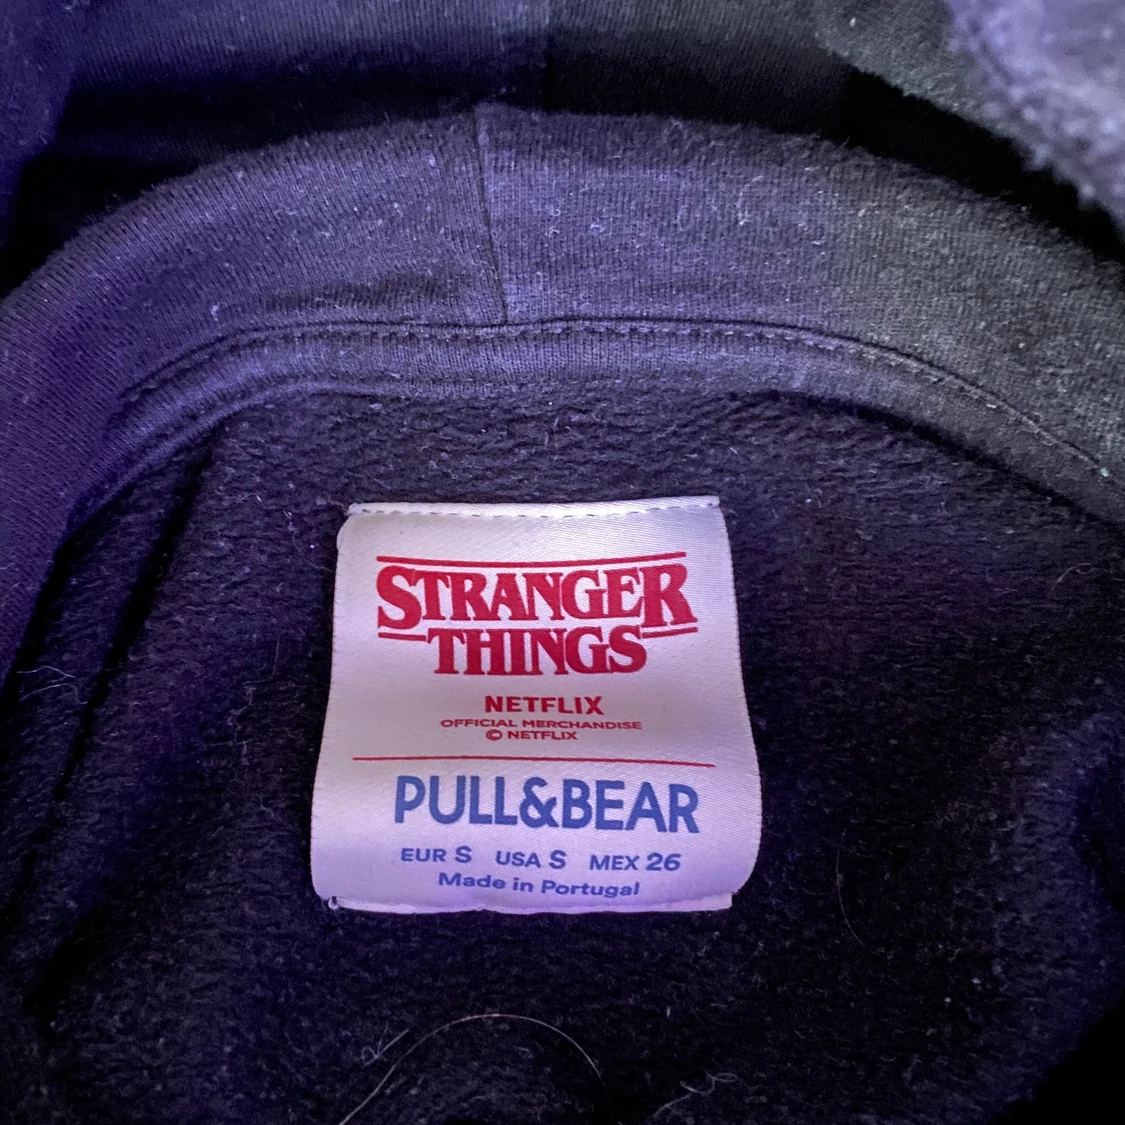 STRANGER
THINGS
NETFLIX
OFFICIAL MERCHANDISE
© NETFLIX
PULL&BEAR
EUR S USA S MEX 26
Made in Portugal